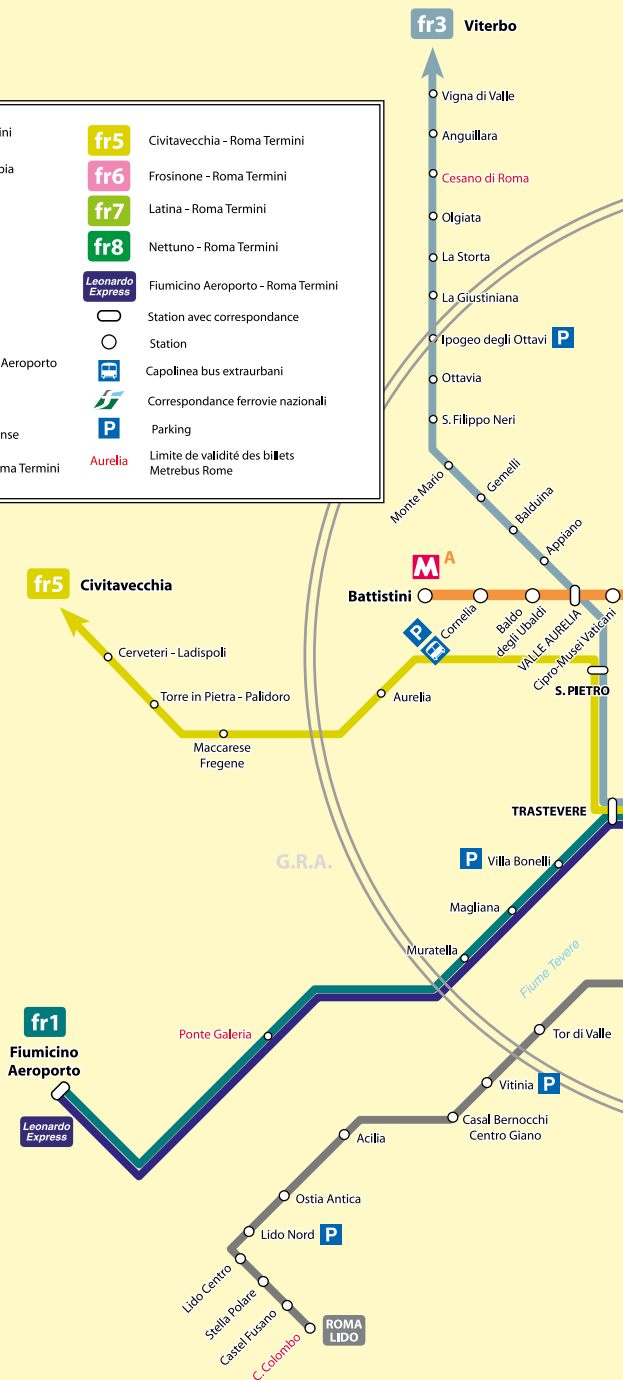 fr3 Viterbo
Vigna di Valle
Anguillara
Cesano di Roma
Olgiata
La Storta
La Giustiniana
Ipogeo degli Ottavi P
Ottavia
S. Filippo Neri
Monte Mario
Gemelli
Balduina
Appiano
ni
bia
Aeroporto
nse
ma Termini
fr5 Civitavecchia - Roma Termini
fr6 Frosinone - Roma Termini
fr7 Latina - Roma Termini
fr8 Nettuno - Roma Termini
Leonardo
Express
Fiumicino Aeroporto - Roma Termini
Station avec correspondance
Station
Capolinea bus extraurbani
Correspondance ferrovie nazionali
P Parking
Aurelia
Limite de validité des billets
Metrebus Rome
M A
Battistini
Cornelia
Baldo
degli Ubaldi
VALLE AURELIA
Cipro-Musei Vaticani
fr5 Civitavecchia
P
Cerveteri - Ladispoli
Torre in Pietra - Palidoro
Maccarese
Fregene
Aurelia
S. PIETRO
TRASTEVERE
G.R.A.
P Villa Bonelli
Magliana
Muratella
Fiume Tevere
fr1
Fiumicino
Aeroporto
Leonardo
Express
Ponte Galeria
Tor di Valle
Vitinia P
Casal Bernocchi
Centro Giano
Acilia
Ostia Antica
Lido Nord P
Lido Centro
Stella Polare
Castel Fusano
C. Colombo
ROMA
LIDO